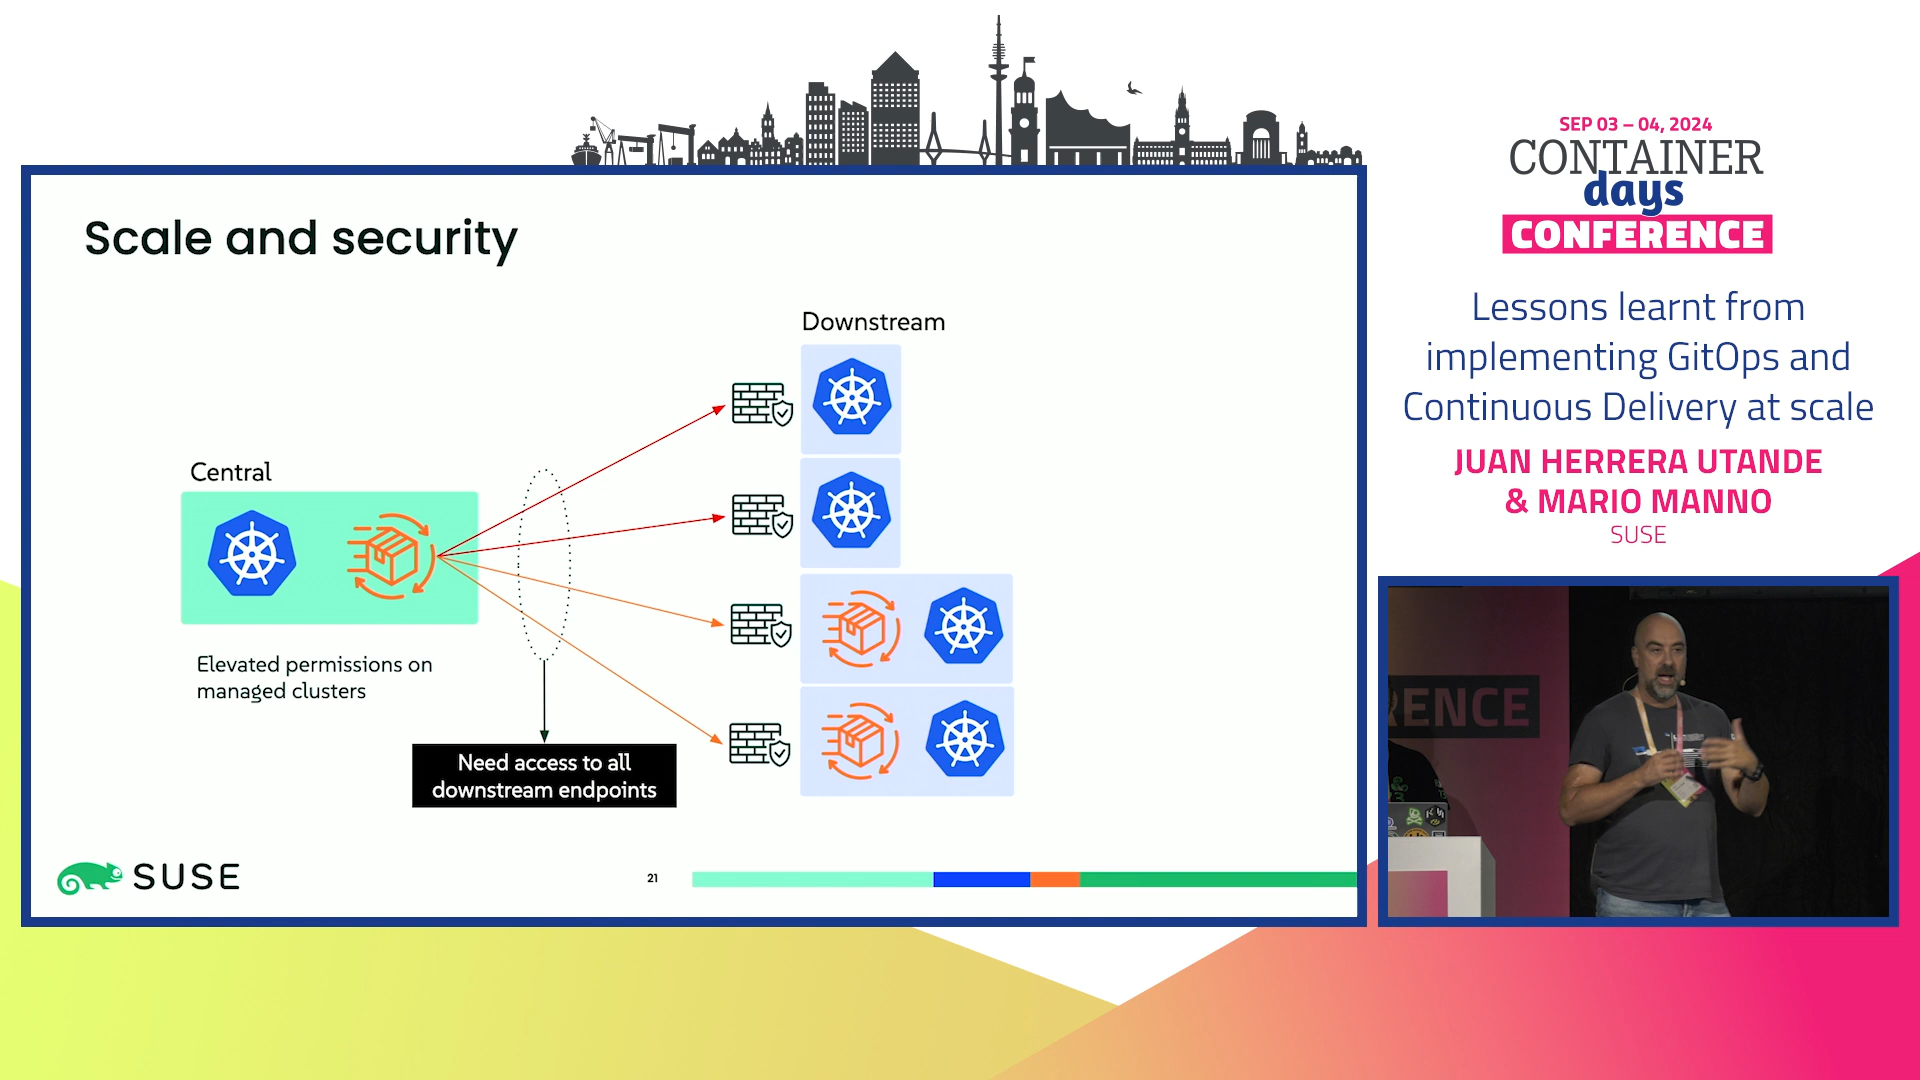 SEP 03 – 04, 2024
CONTAINER
days
CONFERENCE
Lessons learnt from
implementing GitOps and
Continuous Delivery at scale
JUAN HERRERA UTANDE
& MARIO MANNO
SUSE
Scale and security
Downstream
Central
Elevated permissions on
managed clusters
Need access to all
downstream endpoints
SUSE
21
ENCE